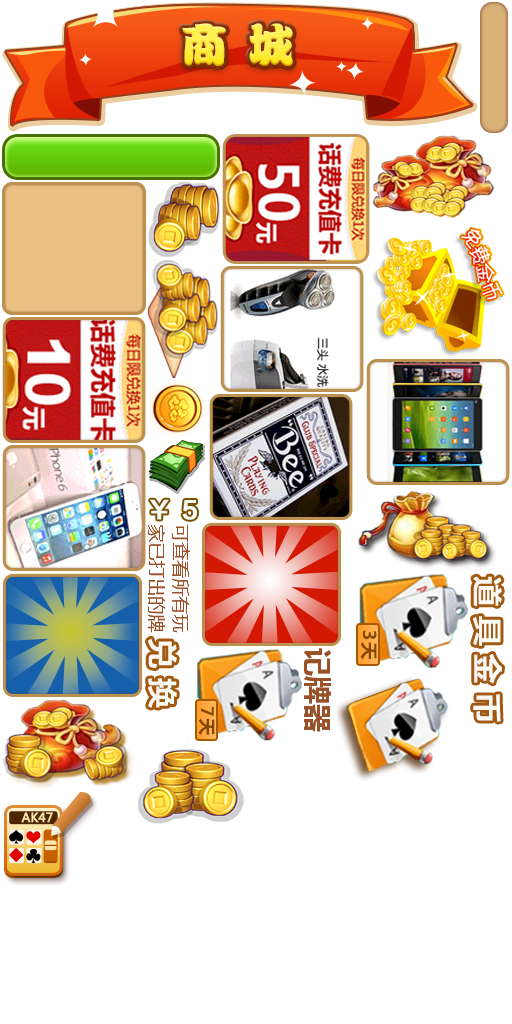 商城
每日限兑换1次
话费充值卡
50元
免费金币
三头 水洗
每日限兑换1次
话费充值卡
10元
iPhone 6
"Bee"
CLUB SPECIAL
PLAYING
CARDS
5
可查看所有玩
家已打出的牌
兑换
道具
金币
3天
A
记牌器
7天
AK47